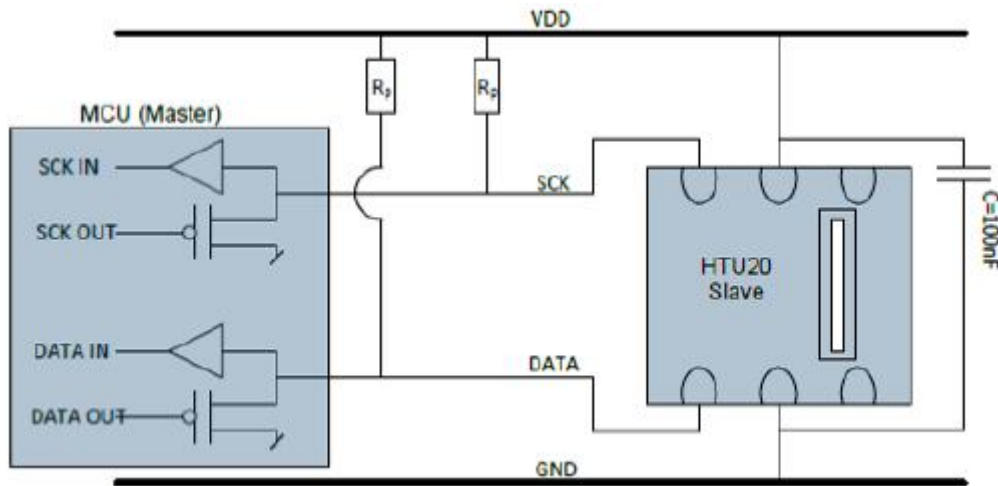 VDD
Rp
Rp
MCU (Master)
SCK IN
SCK OUT
SCK
DATA IN
DATA OUT
DATA
HTU20
Slave
C=100nF
GND